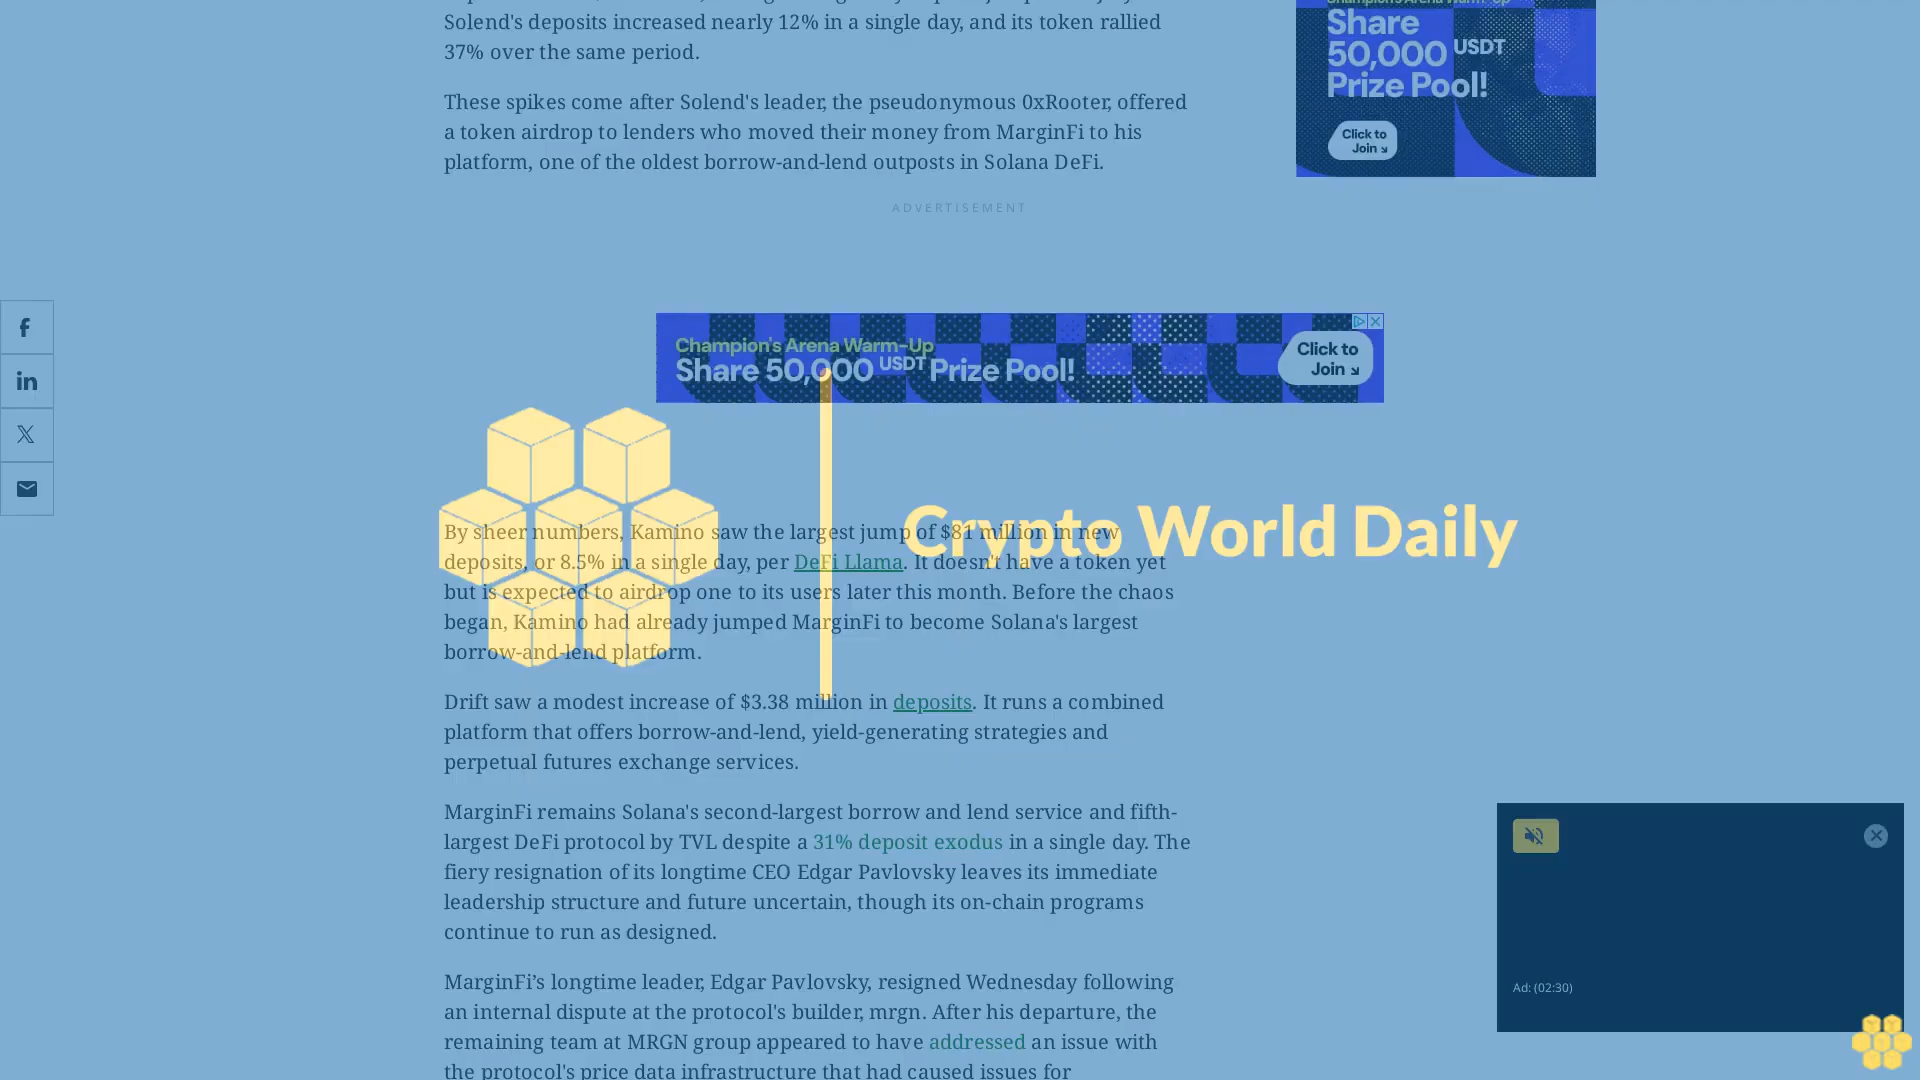 Solend's deposits increased nearly 12% in a single day, and its token rallied
37% over the same period.
These spikes come after Solend's leader, the pseudonymous 0xRooter, offered
a token airdrop to lenders who moved their money from MarginFi to his
platform, one of the oldest borrow-and-lend outposts in Solana DeFi.
Champion's Arena Warm-Up
Share
50,000 USDT
Prize Pool!
Click to
Join
ADVERTISEMENT
Champion's Arena Warm-Up
Share 50,000 USDT Prize Pool!
Click to
Join
Crypto World Daily
By sheer numbers, Kamino saw the largest jump of $81 million in new
deposits, or 8.5% in a single day, per DeFi Llama. It doesn't have a token yet
but is expected to airdrop one to its users later this month. Before the chaos
began, Kamino had already jumped MarginFi to become Solana's largest
borrow-and-lend platform.
Drift saw a modest increase of $3.38 million in deposits. It runs a combined
platform that offers borrow-and-lend, yield-generating strategies and
perpetual futures exchange services.
MarginFi remains Solana's second-largest borrow and lend service and fifth-
largest DeFi protocol by TVL despite a 31% deposit exodus in a single day. The
fiery resignation of its longtime CEO Edgar Pavlovsky leaves its immediate
leadership structure and future uncertain, though its on-chain programs
continue to run as designed.
MarginFi’s longtime leader, Edgar Pavlovsky, resigned Wednesday following
an internal dispute at the protocol's builder, mrgn. After his departure, the
remaining team at MRGN group appeared to have addressed an issue with
the protocol's price data infrastructure that had caused issues for
Ad: (02:30)